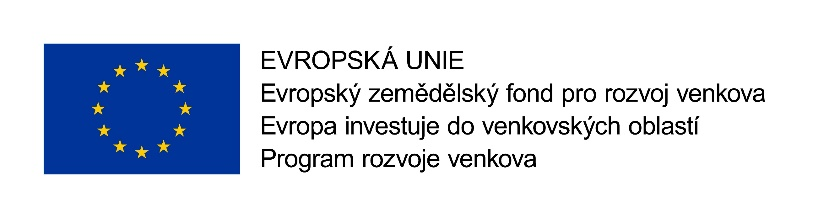 EVROPSKÁ UNIE
Evropský zemědělský fond pro rozvoj venkova
Evropa investuje do venkovských oblastí
Program rozvoje venkova